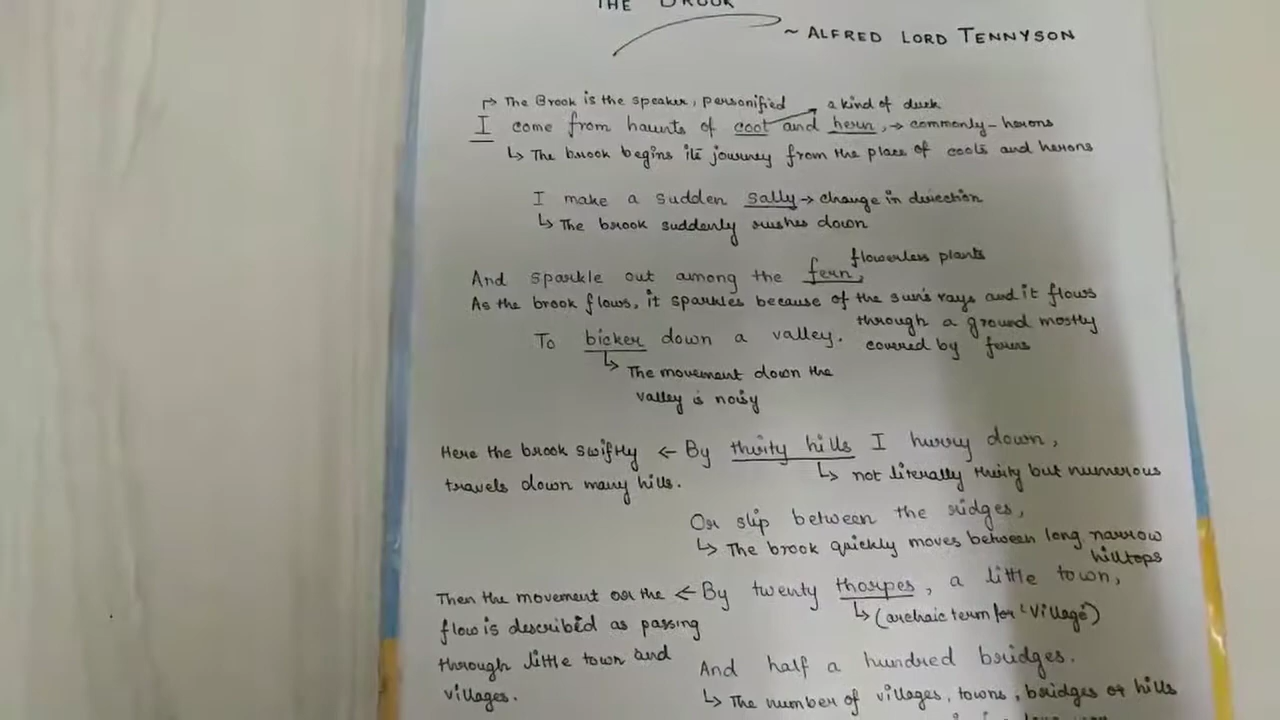 THE BROOK
~ ALFRED LORD TENNYSON
The Brook is the speaker, personified a kind of duck
I come from haunts of coot and hern, → commonly - herons
↳ The brook begins its journey from the place of coots and herons
I make a sudden sally → change in direction
↳ The brook suddenly rushes down
flowerless plants
And sparkle out among the fern,
As the brook flows, it sparkles because of the sun's rays and it flows
through a ground mostly
To bicker down a valley. covered by ferns
↳ The movement down the
valley is noisy
Here the brook swiftly ← By thirty hills I hurry down,
travels down many hills. ↳ not literally thirty but numerous
Or slip between the ridges,
↳ The brook quickly moves between long narrow
hilltops
Then the movement or the ← By twenty thorpes, a little town,
flow is described as passing ↳ (archaic term for 'Village')
through little town and And half a hundred bridges.
villages. ↳ The number of villages, towns, bridges or hills